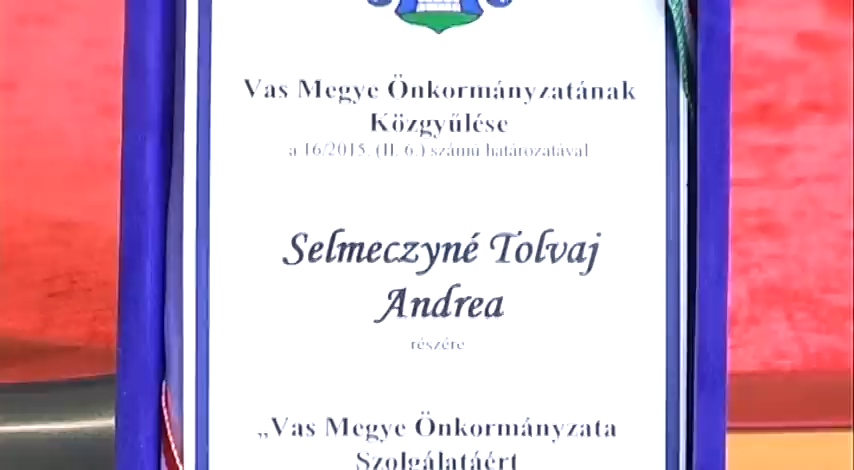 Vas Megye Önkormányzatának
Közgyűlése
a 16/2015. (II. 6.) számú határozatával
Selmeczyné Tolvaj
Andrea
részére
„Vas Megye Önkormányzata
Szolgálatáért